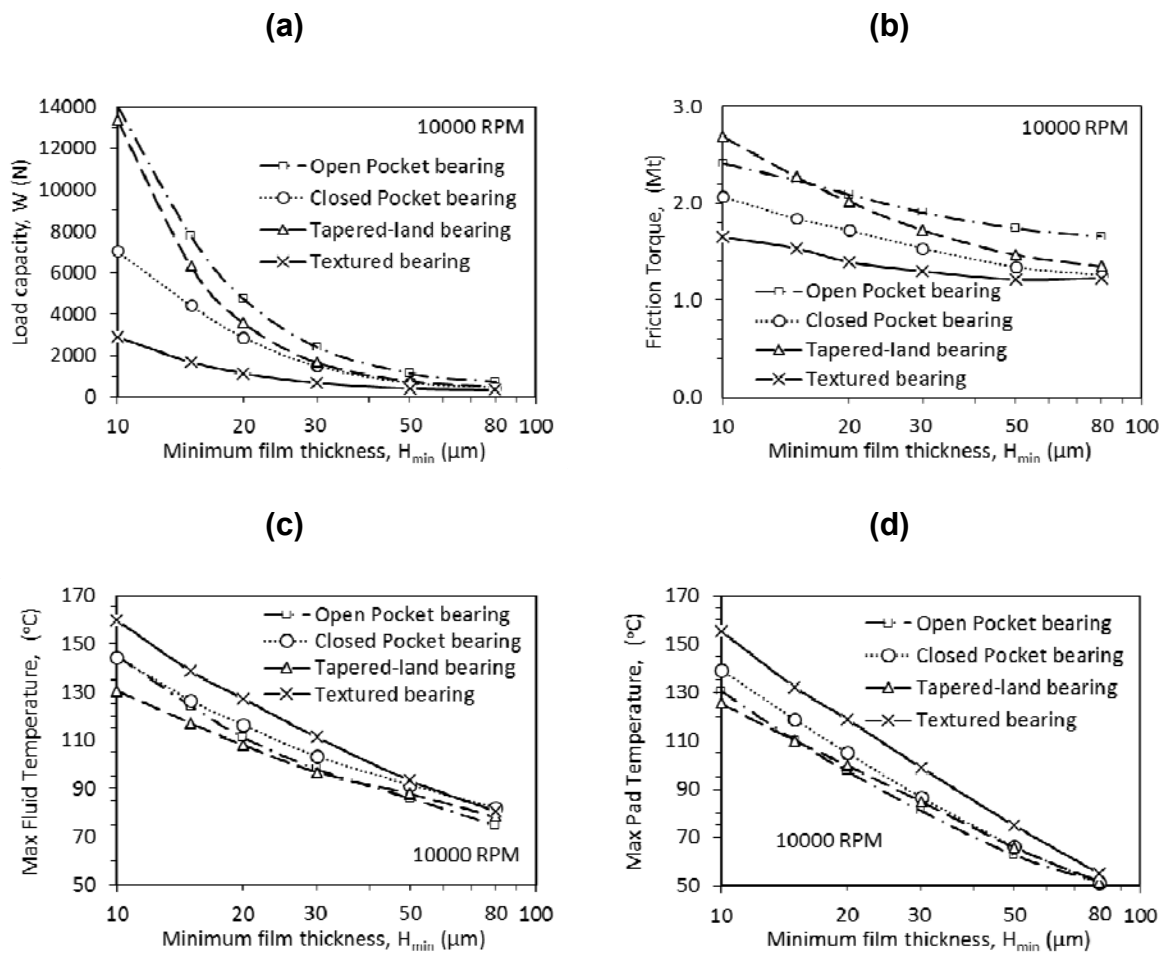 (a)
14000
12000
10000
8000
6000
4000
2000
0
Load capacity, W (N)
10000 RPM
Open Pocket bearing
Closed Pocket bearing
Tapered-land bearing
Textured bearing
10 20 30 50 80 100
Minimum film thickness, Hmin (µm)
(b)
3.0
2.0
1.0
0.0
Friction Torque, (Mt)
10000 RPM
Open Pocket bearing
Closed Pocket bearing
Tapered-land bearing
Textured bearing
10 20 30 50 80 100
Minimum film thickness, Hmin (µm)
(c)
170
150
130
110
90
70
50
Max Fluid Temperature, (°C)
Open Pocket bearing
Closed Pocket bearing
Tapered-land bearing
Textured bearing
10000 RPM
10 20 30 50 80 100
Minimum film thickness, Hmin (µm)
(d)
170
150
130
110
90
70
50
Max Pad Temperature, (°C)
Open Pocket bearing
Closed Pocket bearing
Tapered-land bearing
Textured bearing
10000 RPM
10 20 30 50 80 100
Minimum film thickness, Hmin (µm)